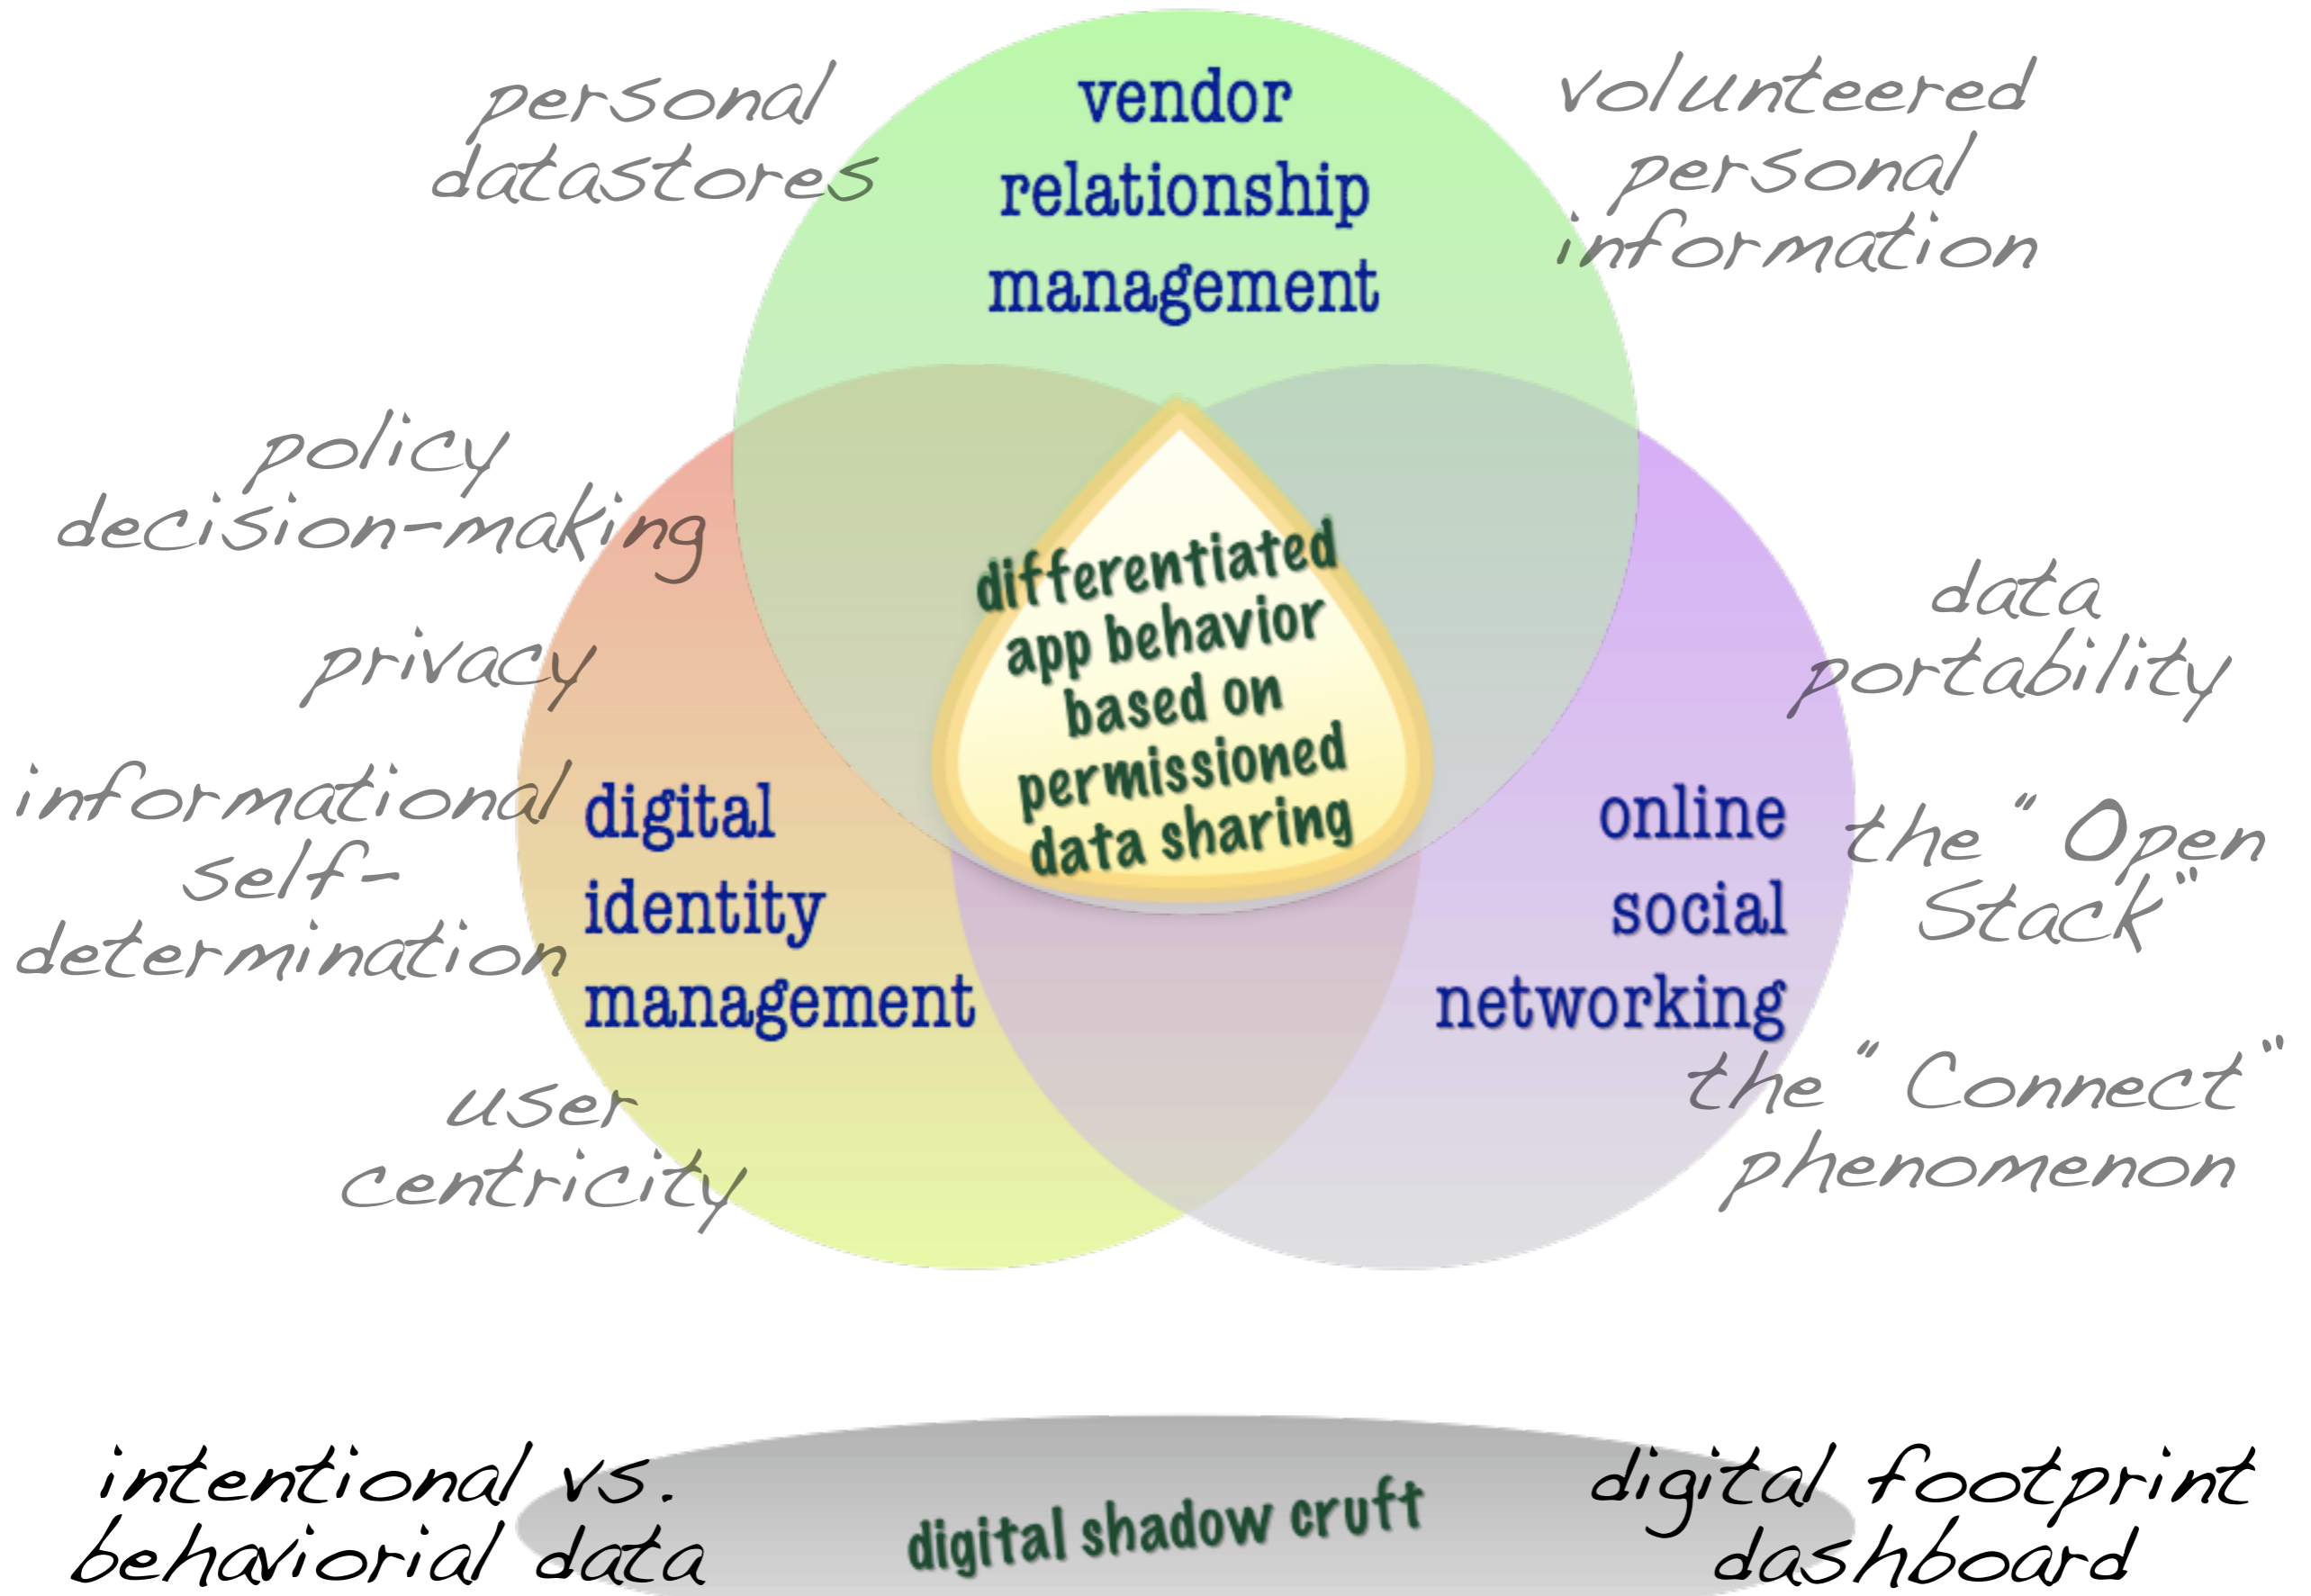 personal
datastores
vendor
relationship
management
volunteered
personal
information
policy
decision-making
privacy
informational
self-
determination
user
centricity
digital
identity
management
differentiated
app behavior
based on
permissioned
data sharing
online
social
networking
data
portability
the "Open
Stack"
the "Connect"
phenomenon
intentional vs.
behaviorial data
digital shadow cruft
digital footprint
dashboard